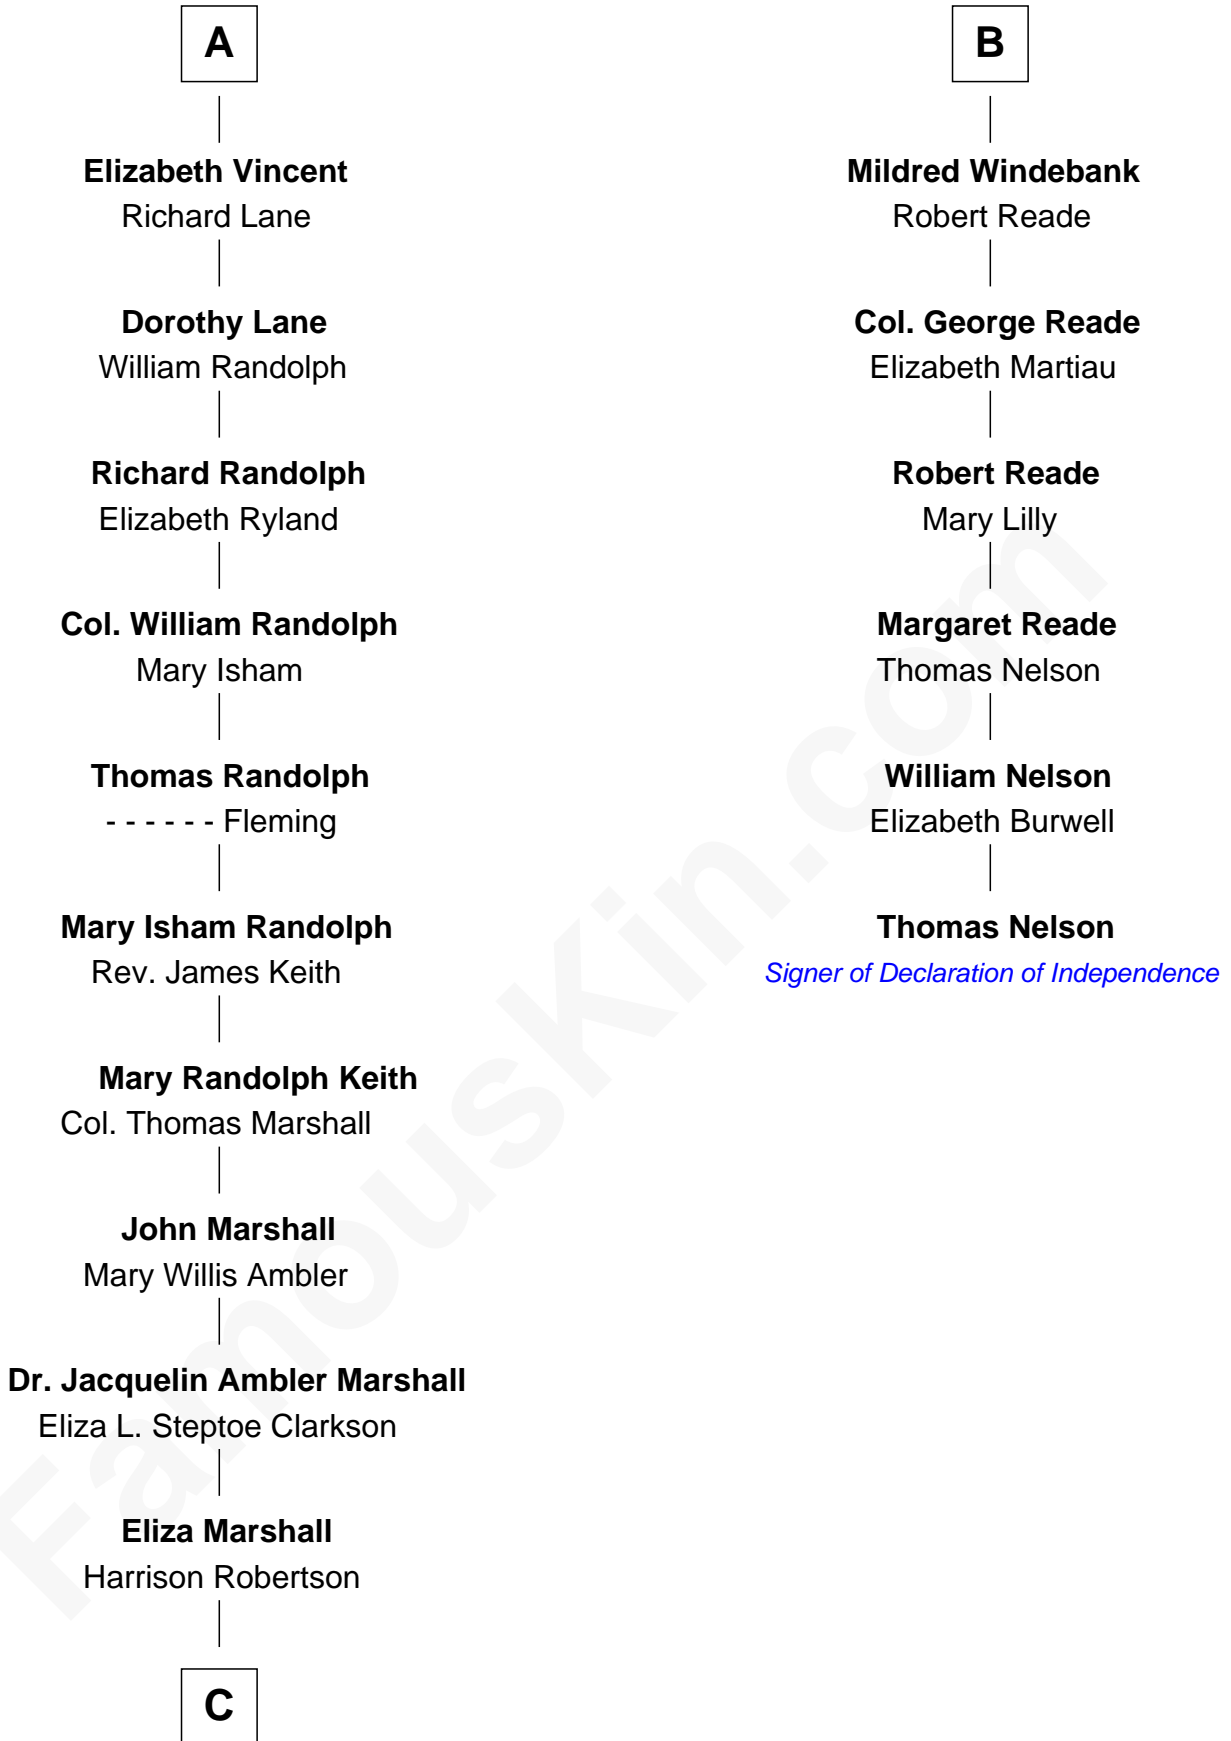 A
Elizabeth Vincent
Richard Lane
Dorothy Lane
William Randolph
Richard Randolph
Elizabeth Ryland
Col. William Randolph
Mary Isham
Thomas Randolph
- - - - - - Fleming
Mary Isham Randolph
Rev. James Keith
Mary Randolph Keith
Col. Thomas Marshall
John Marshall
Mary Willis Ambler
Dr. Jacquelin Ambler Marshall
Eliza L. Steptoe Clarkson
Eliza Marshall
Harrison Robertson
C
B
Mildred Windebank
Robert Reade
Col. George Reade
Elizabeth Martiau
Robert Reade
Mary Lilly
Margaret Reade
Thomas Nelson
William Nelson
Elizabeth Burwell
Thomas Nelson
Signer of Declaration of Independence
FamousKin.com